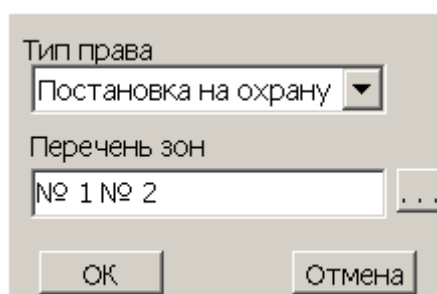 Тип права
Постановка на охрану
Перечень зон
№ 1 № 2
...
ОК
Отмена